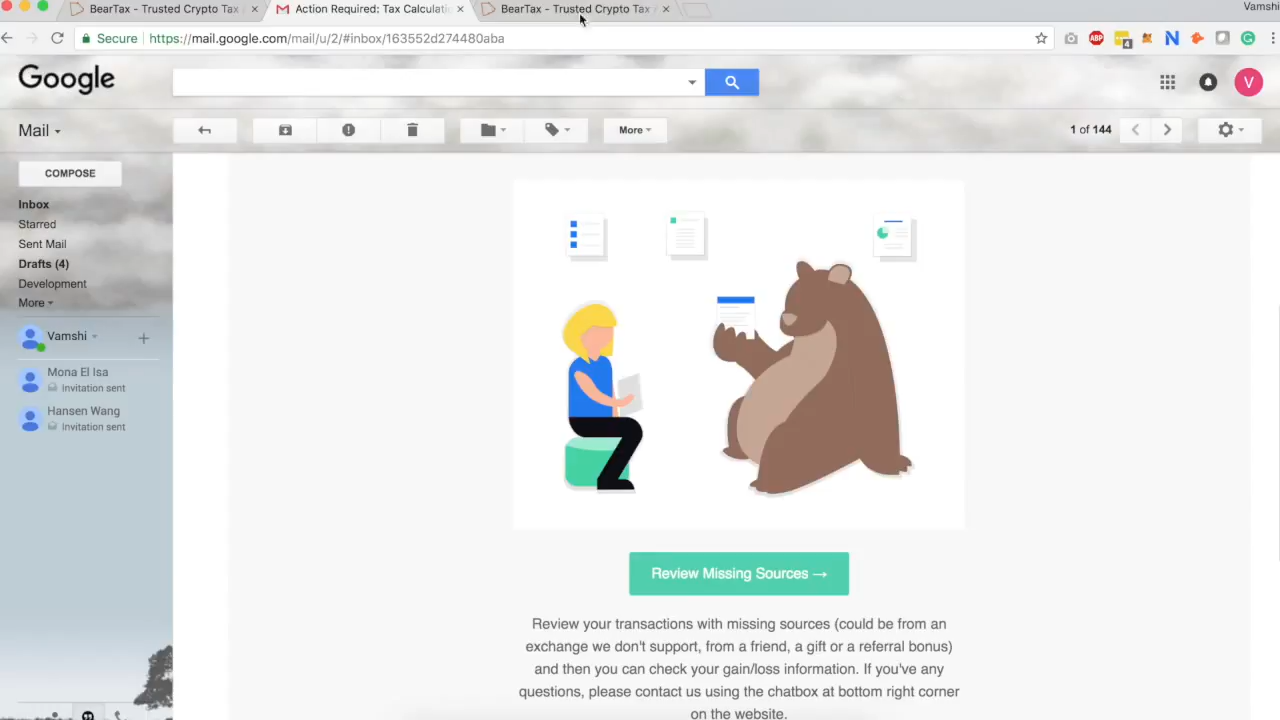 BearTax - Trusted Crypto Tax
Action Required: Tax Calculati
BearTax - Trusted Crypto Tax
Vamshi
Secure
https://mail.google.com/mail/u/2/#inbox/163552d274480aba
ABP
4
N
G
Google
V
Mail
More
1 of 144
COMPOSE
Inbox
Starred
Sent Mail
Drafts (4)
Development
More
Vamshi
Mona El Isa
Invitation sent
Hansen Wang
Invitation sent
Review Missing Sources →
Review your transactions with missing sources (could be from an
exchange we don't support, from a friend, a gift or a referral bonus)
and then you can check your gain/loss information. If you've any
questions, please contact us using the chatbox at bottom right corner
on the website.